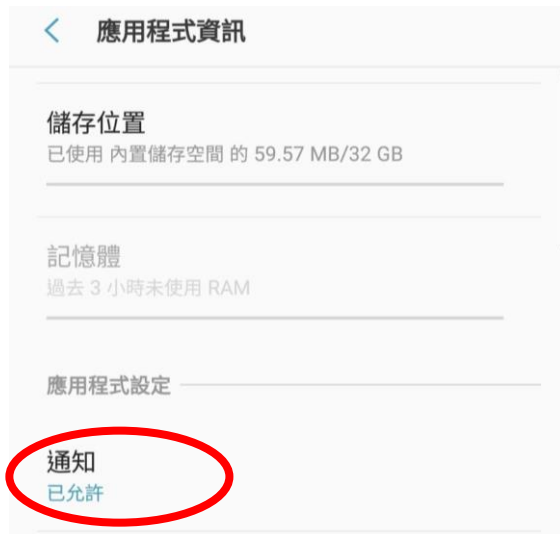 應用程式資訊
儲存位置
已使用 內置儲存空間 的 59.57 MB/32 GB
記憶體
過去 3 小時未使用 RAM
應用程式設定
通知
已允許